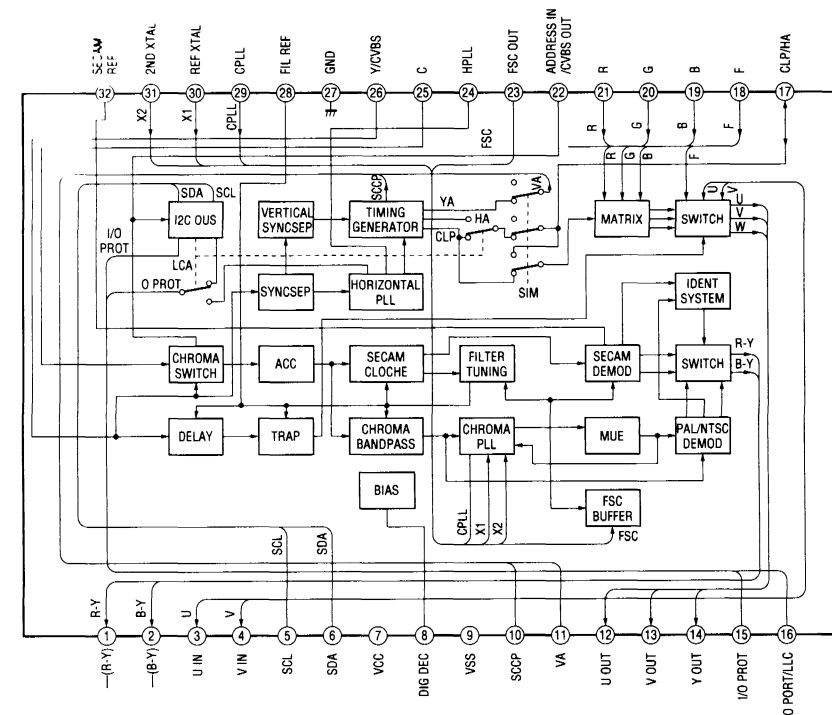 SECAM REF
2ND XTAL
REF XTAL
CPLL
FIL REF
GND
Y/CVBS
C
HPLL
FSC OUT
ADDRESS IN
/CVBS OUT
R
G
B
F
CLP/HA
32
31
30
29
28
27
26
25
24
23
22
21
20
19
18
17
X2
X1
CPLL
FSC
R
G
B
F
R
G
B
F
U
V
SDA
SCL
SCCP
YA
VA
HA
CLP
I2C OUS
VERTICAL
SYNCSEP
TIMING
GENERATOR
MATRIX
SWITCH
U
V
W
I/O
PROT
LCA
O PROT
SYNCSEP
HORIZONTAL
PLL
SIM
IDENT
SYSTEM
CHROMA
SWITCH
ACC
SECAM
CLOCHE
FILTER
TUNING
SECAM
DEMOD
SWITCH
R-Y
B-Y
DELAY
TRAP
CHROMA
BANDPASS
CHROMA
PLL
MUE
PAL/NTSC
DEMOD
BIAS
FSC
BUFFER
CPLL
X1
X2
FSC
SCL
SDA
R-Y
B-Y
U
V
1
2
3
4
5
6
7
8
9
10
11
12
13
14
15
16
—(R-Y)
—(B-Y)
U IN
V IN
SCL
SDA
VCC
DIG DEC
VSS
SCCP
VA
U OUT
V OUT
Y OUT
I/O PROT
O PORT/LLC